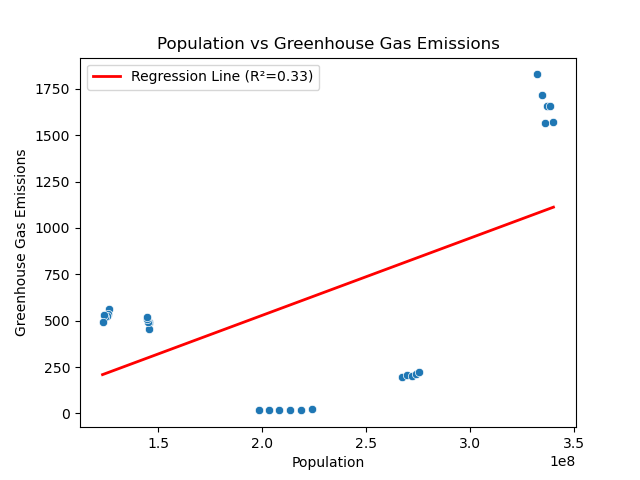 Population vs Greenhouse Gas Emissions
Regression Line (R²=0.33)
Greenhouse Gas Emissions
1750
1500
1250
1000
750
500
250
0
1.5 2.0 2.5 3.0 3.5
1e8
Population